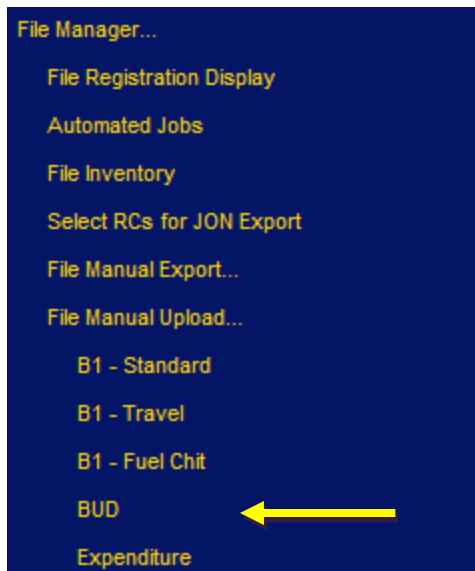 File Manager...
File Registration Display
Automated Jobs
File Inventory
Select RCs for JON Export
File Manual Export...
File Manual Upload...
B1 - Standard
B1 - Travel
B1 - Fuel Chit
BUD
Expenditure